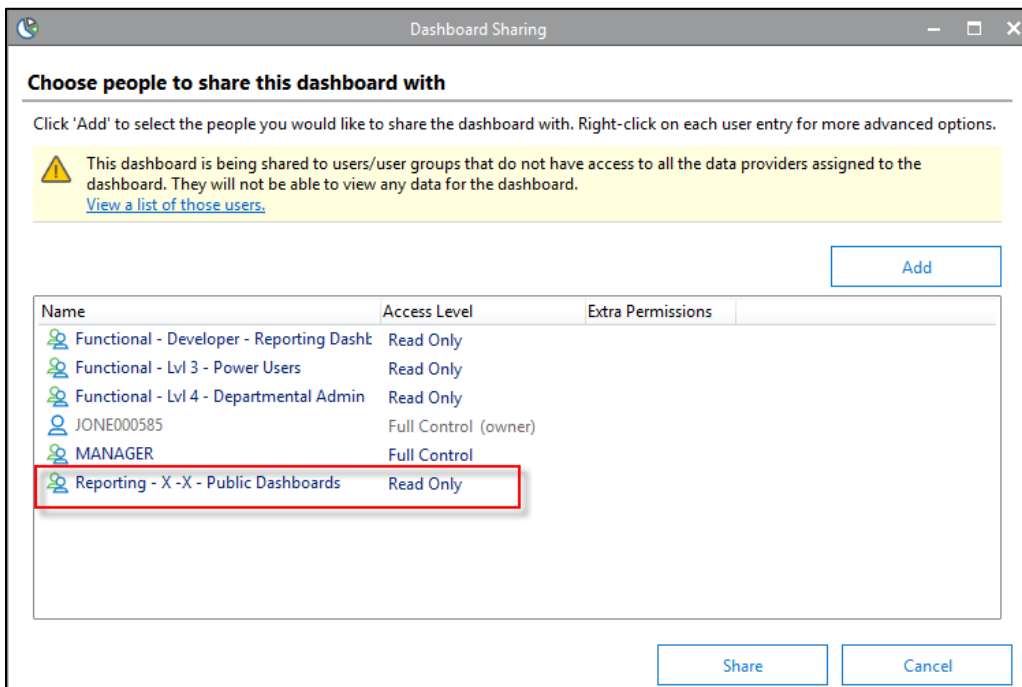 Dashboard Sharing
Choose people to share this dashboard with
Click 'Add' to select the people you would like to share the dashboard with. Right-click on each user entry for more advanced options.
This dashboard is being shared to users/user groups that do not have access to all the data providers assigned to the
dashboard. They will not be able to view any data for the dashboard.
View a list of those users.
Add
Name Access Level Extra Permissions
Functional - Developer - Reporting Dashb Read Only
Functional - Lvl 3 - Power Users Read Only
Functional - Lvl 4 - Departmental Admin Read Only
JONE000585 Full Control (owner)
MANAGER Full Control
Reporting - X -X - Public Dashboards Read Only
Share Cancel